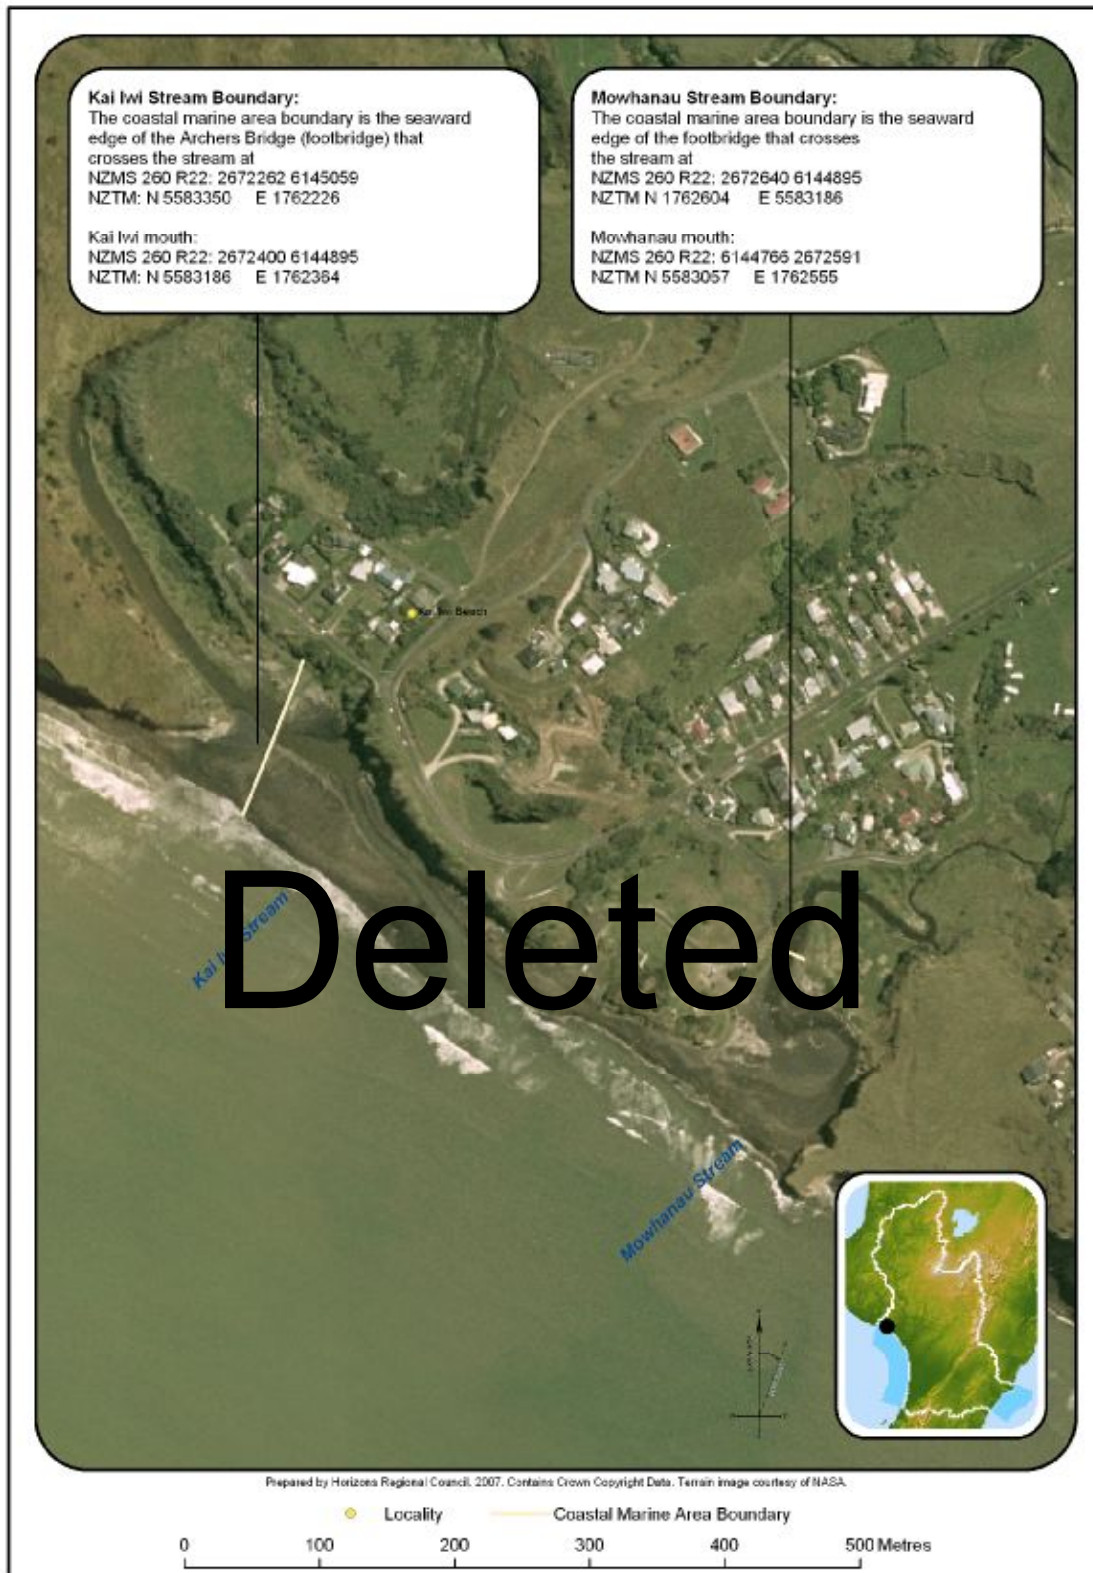 Kai Iwi Stream Boundary:
The coastal marine area boundary is the seaward
edge of the Archers Bridge (footbridge) that
crosses the stream at
NZMS 260 R22: 2672262 6145059
NZTM: N 5583350 E 1762226
Kai Iwi mouth:
NZMS 260 R22: 2672400 6144895
NZTM: N 5583186 E 1762364
Mowhanau Stream Boundary:
The coastal marine area boundary is the seaward
edge of the footbridge that crosses
the stream at
NZMS 260 R22: 2672640 6144895
NZTM N 1762604 E 5583186
Mowhanau mouth:
NZMS 260 R22: 6144766 2672591
NZTM N 5583057 E 1762555
Kai Iwi Beach
Deleted
Kai Iwi Stream
Mowhanau Stream
Prepared by Horizons Regional Council. 2007. Contains Crown Copyright Data. Terrain image courtesy of NASA.
Locality
Coastal Marine Area Boundary
0 100 200 300 400 500 Metres